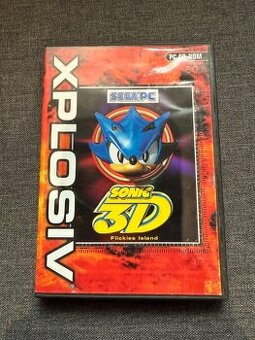 XPLOSiV
PC CD-ROM
SEGA PC
SONIC
3D
Flickies Island